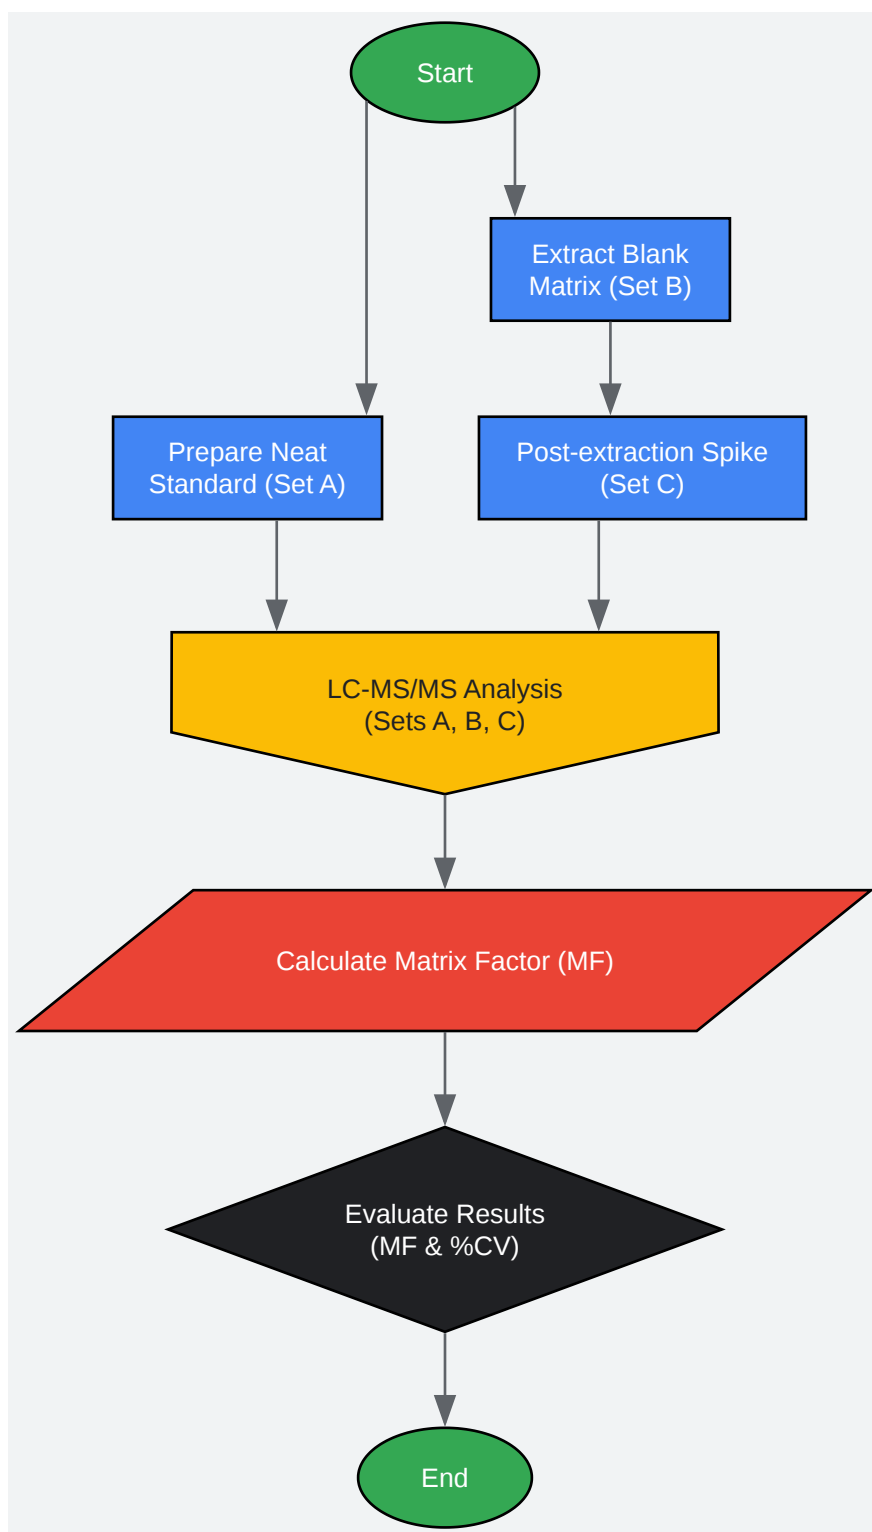 Start
Extract Blank
Matrix (Set B)
Prepare Neat
Standard (Set A)
Post-extraction Spike
(Set C)
LC-MS/MS Analysis
(Sets A, B, C)
Calculate Matrix Factor (MF)
Evaluate Results
(MF & %CV)
End